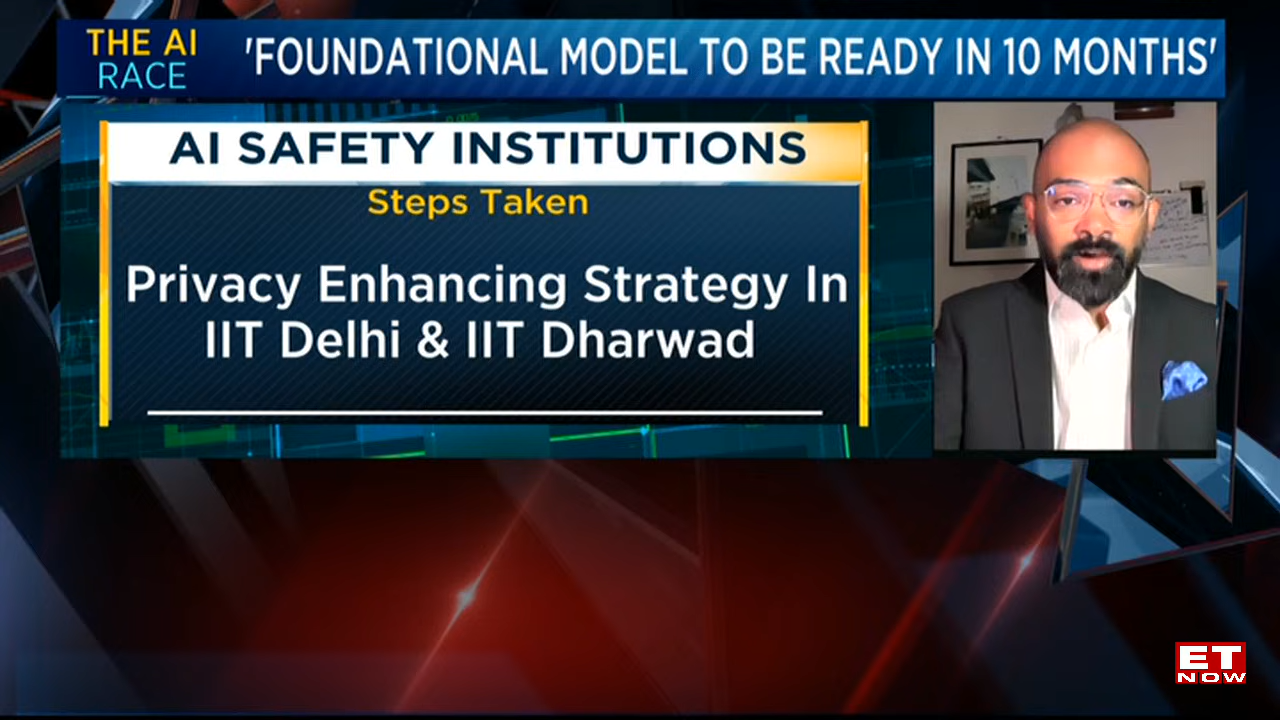 THE AI
RACE
'FOUNDATIONAL MODEL TO BE READY IN 10 MONTHS'
AI SAFETY INSTITUTIONS
Steps Taken
Privacy Enhancing Strategy In
IIT Delhi & IIT Dharwad
ET
NOW